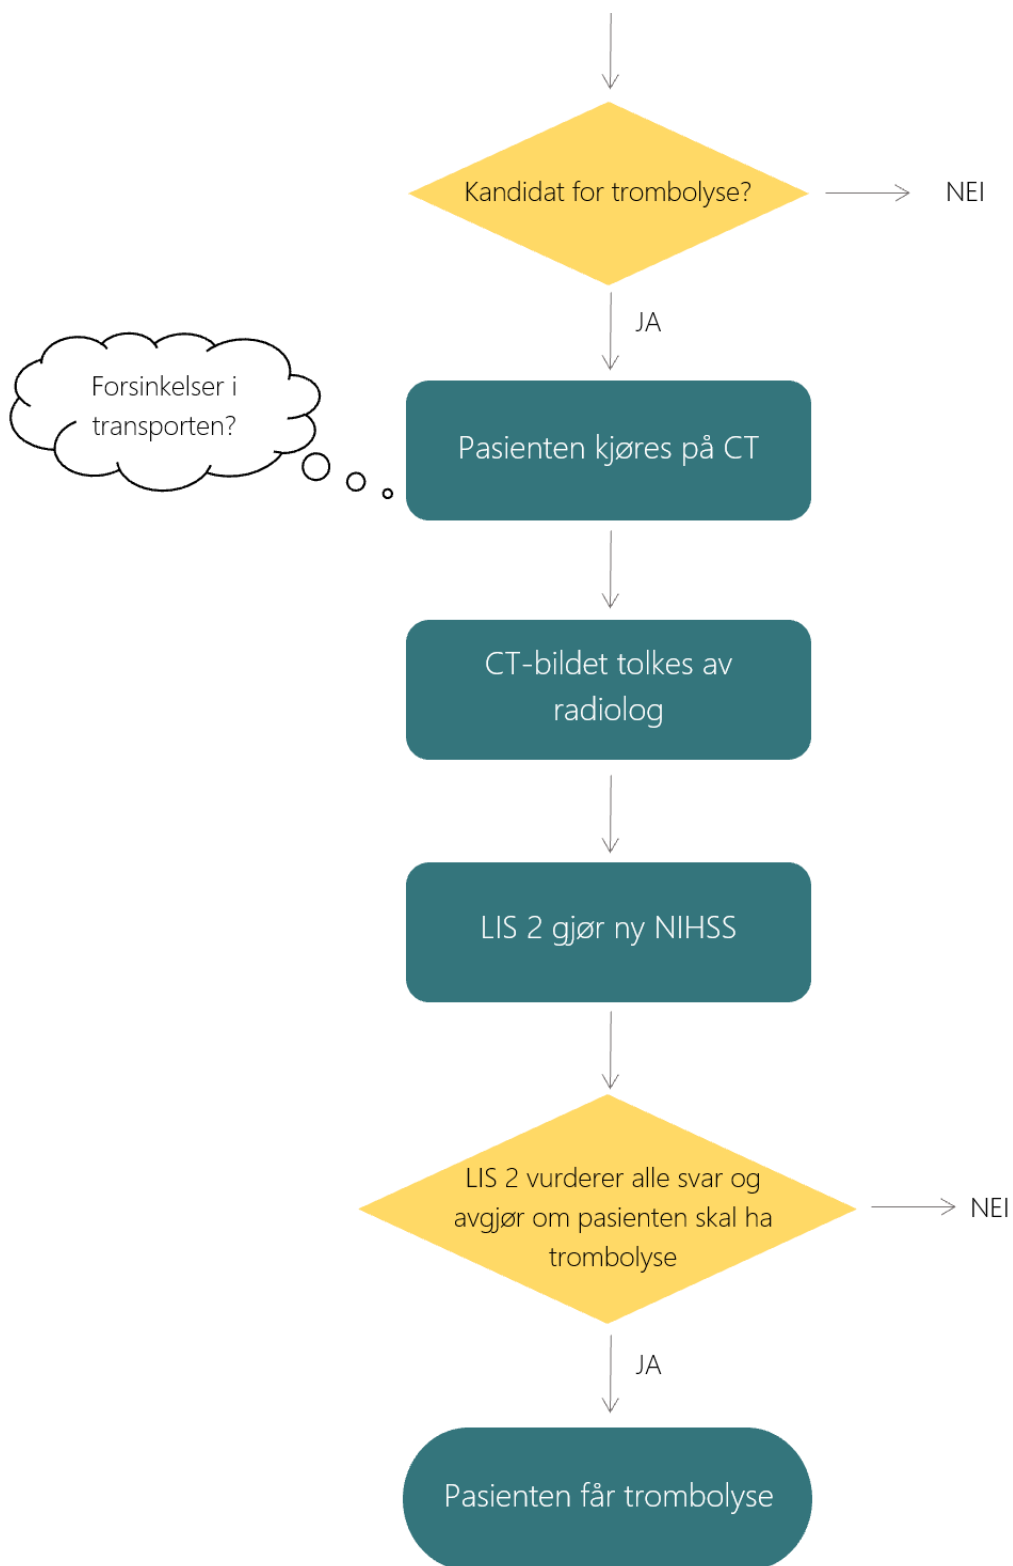 Kandidat for trombolyse?
NEI
JA
Forsinkelser i
transporten?
Pasienten kjøres på CT
CT-bildet tolkes av
radiolog
LIS 2 gjør ny NIHSS
LIS 2 vurderer alle svar og
avgjør om pasienten skal ha
trombolyse
NEI
JA
Pasienten får trombolyse